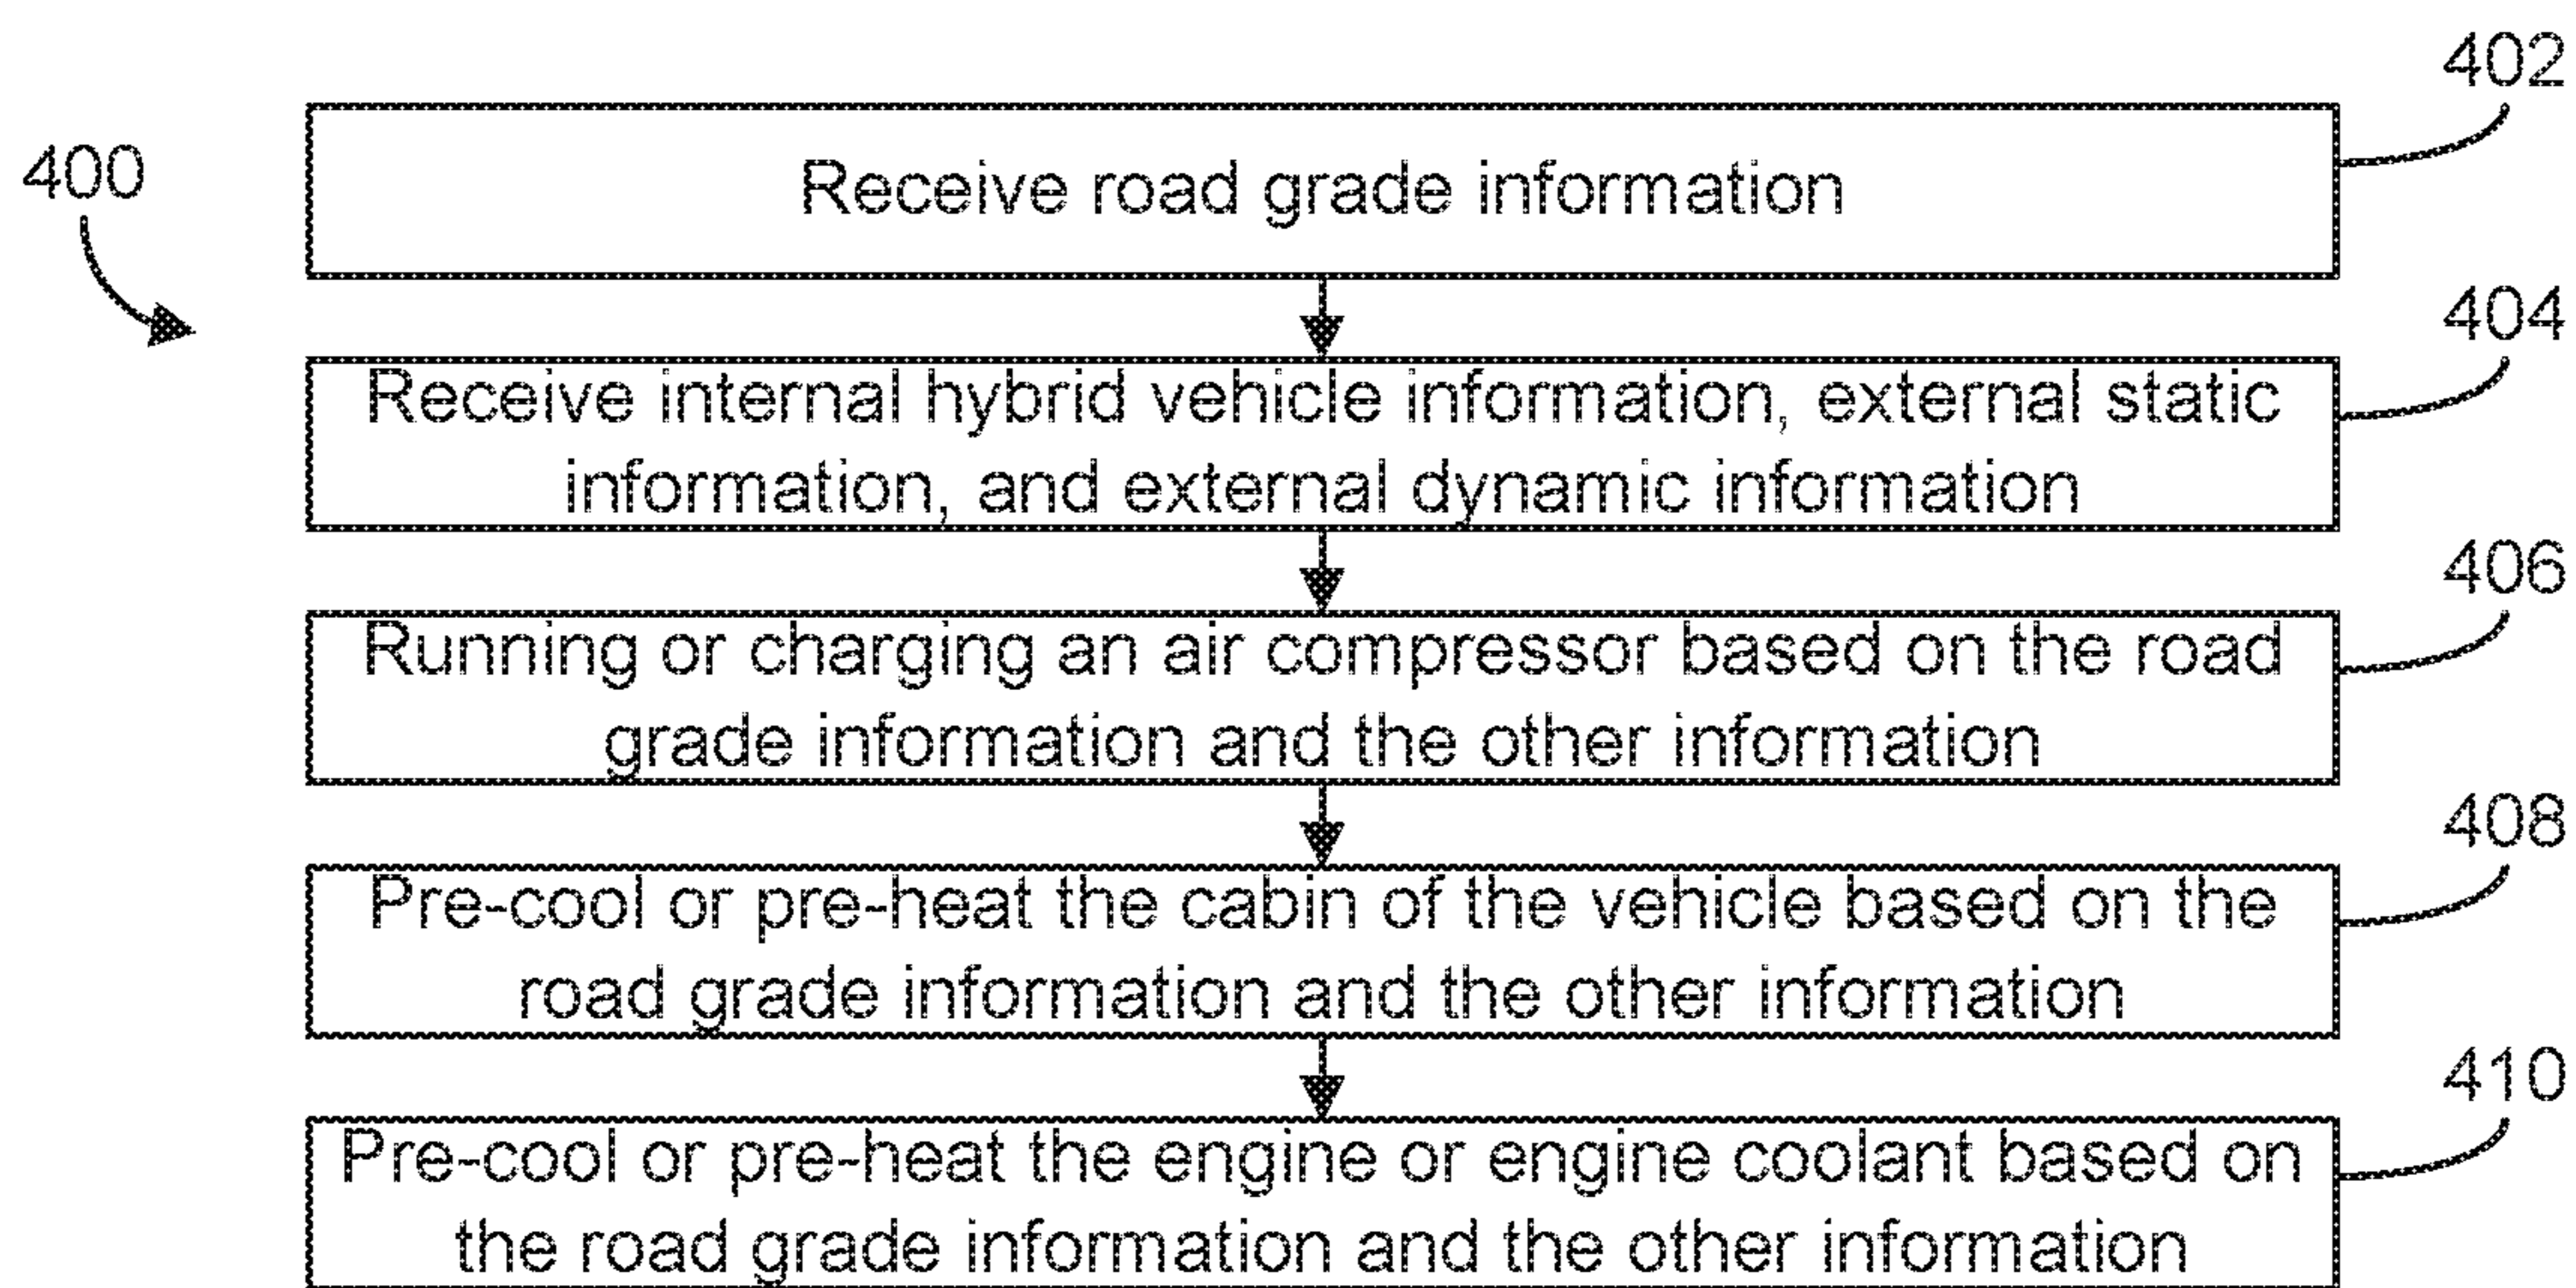 402
400
Receive road grade information
404
Receive internal hybrid vehicle information, external static
information, and external dynamic information
406
Running or charging an air compressor based on the road
grade information and the other information
408
Pre-cool or pre-heat the cabin of the vehicle based on the
road grade information and the other information
410
Pre-cool or pre-heat the engine or engine coolant based on
the road grade information and the other information